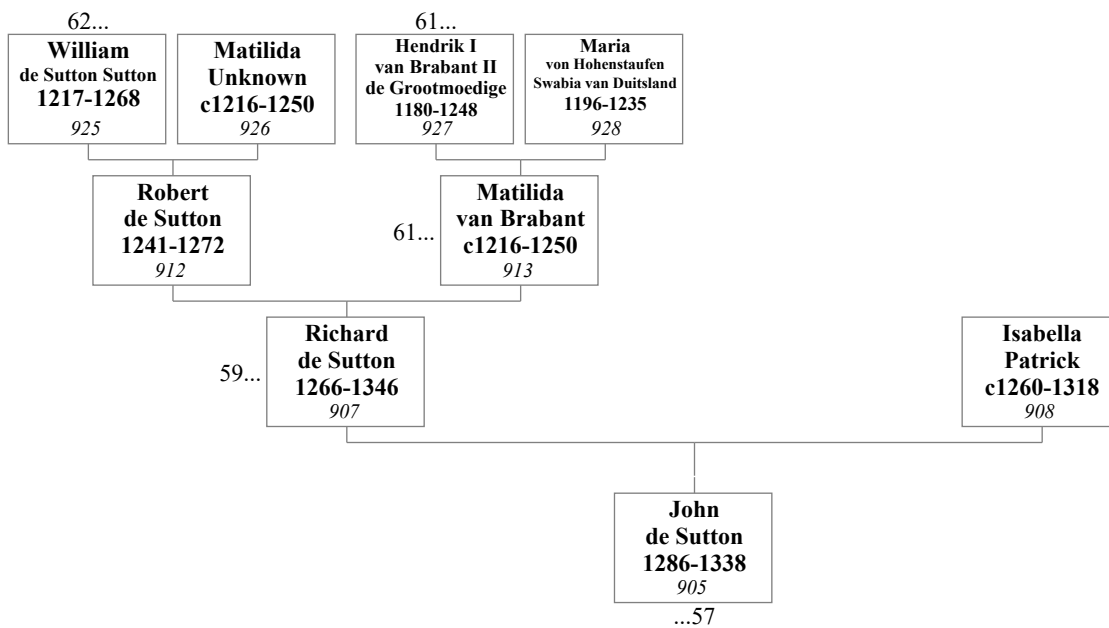 62...
William
de Sutton Sutton
1217-1268
925
Matilida
Unknown
c1216-1250
926
61...
Hendrik I
van Brabant II
de Grootmoedige
1180-1248
927
Maria
von Hohenstaufen
Swabia van Duitsland
1196-1235
928
Robert
de Sutton
1241-1272
912
61...
Matilida
van Brabant
c1216-1250
913
59...
Richard
de Sutton
1266-1346
907
Isabella
Patrick
c1260-1318
908
John
de Sutton
1286-1338
905
...57